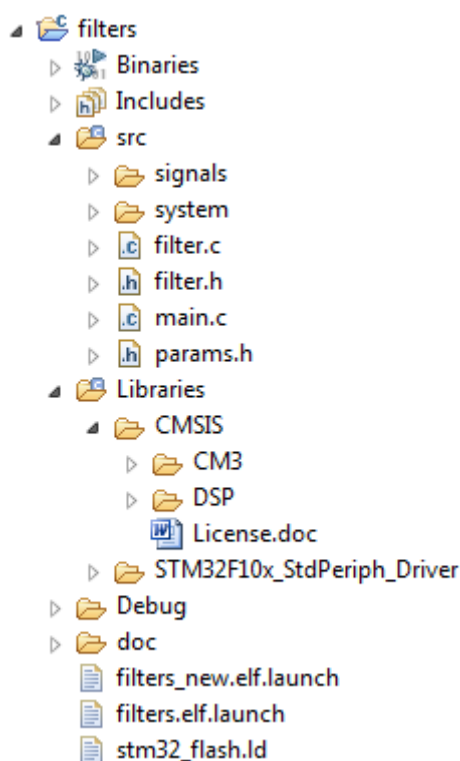 filters
Binaries
Includes
src
signals
system
filter.c
filter.h
main.c
params.h
Libraries
CMSIS
CM3
DSP
License.doc
STM32F10x_StdPeriph_Driver
Debug
doc
filters_new.elf.launch
filters.elf.launch
stm32_flash.ld